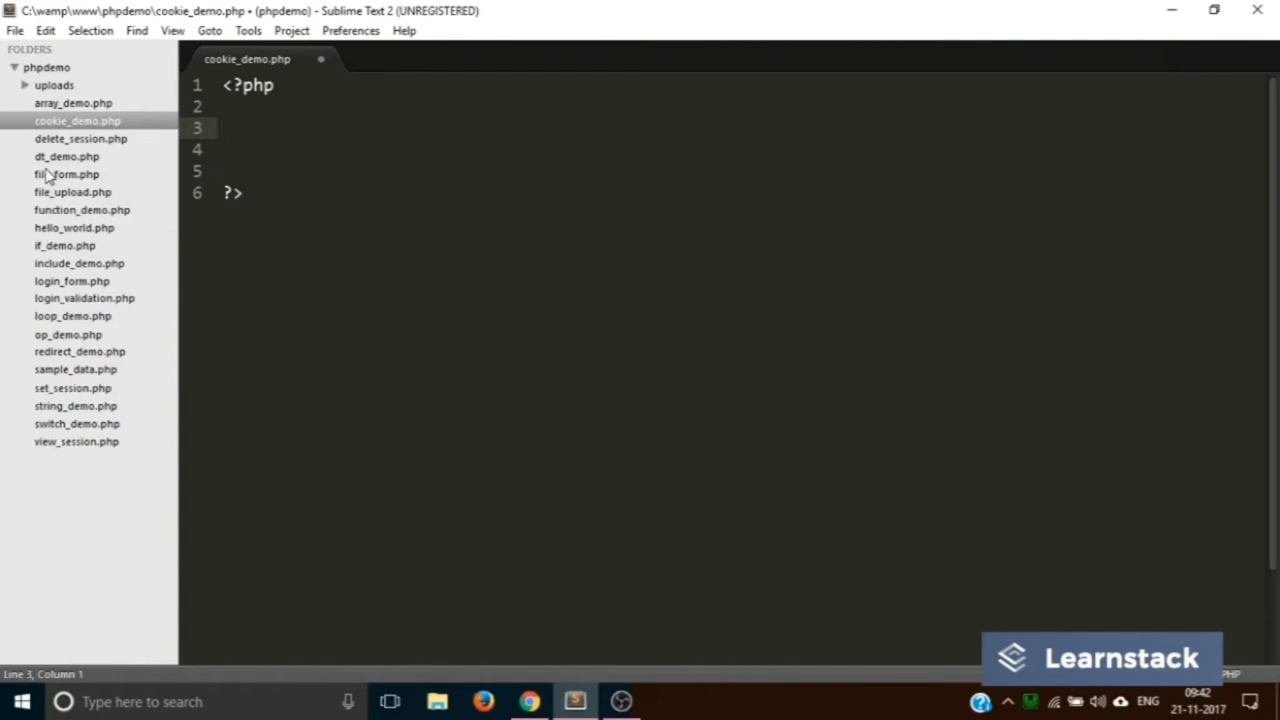 C:\wamp\www\phpdemo\cookie_demo.php • (phpdemo) - Sublime Text 2 (UNREGISTERED)
File Edit Selection Find View Goto Tools Project Preferences Help
FOLDERS
phpdemo
uploads
array_demo.php
cookie_demo.php
delete_session.php
dt_demo.php
file_form.php
file_upload.php
function_demo.php
hello_world.php
if_demo.php
include_demo.php
login_form.php
login_validation.php
loop_demo.php
op_demo.php
redirect_demo.php
sample_data.php
set_session.php
string_demo.php
switch_demo.php
view_session.php
cookie_demo.php
1 <?php
2
3
4
5
6 ?>
Learnstack
Line 3, Column 1
PHP
Type here to search
ENG
09:42
21-11-2017